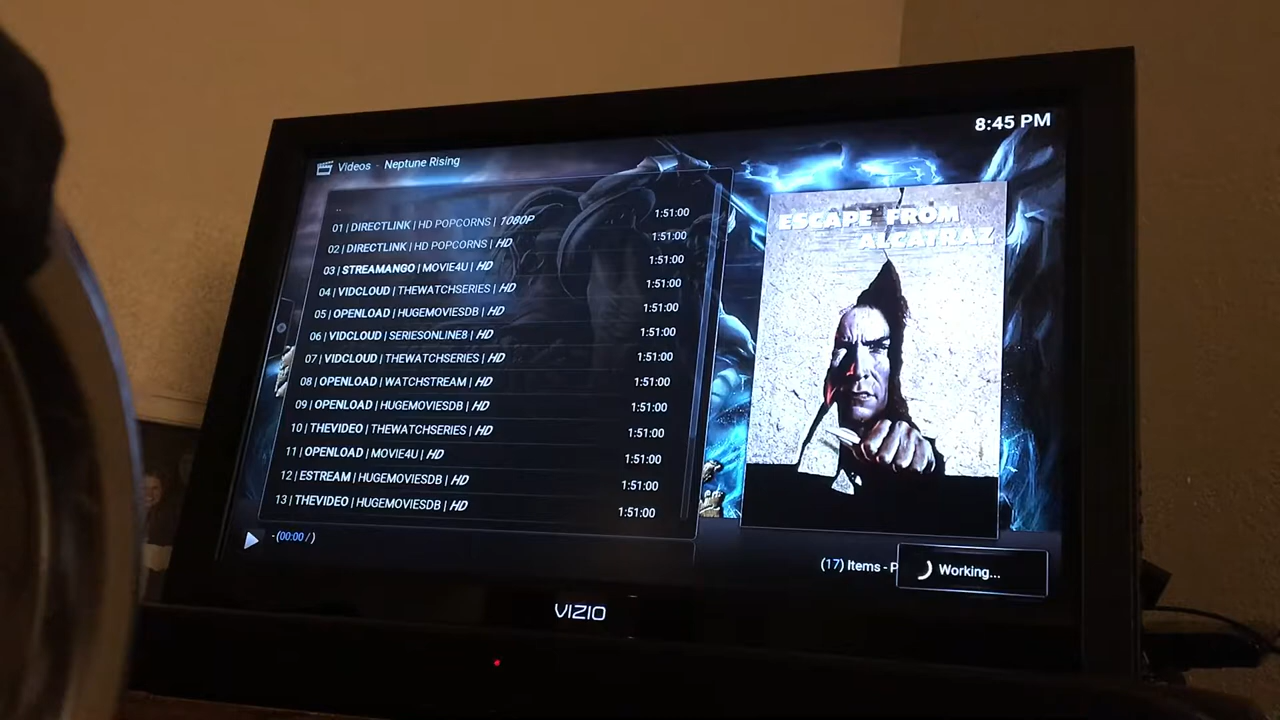 8:45 PM
Videos - Neptune Rising
..
01 | DIRECTLINK | HD POPCORNS | 1080P 1:51:00
02 | DIRECTLINK | HD POPCORNS | HD 1:51:00
03 | STREAMANGO | MOVIE4U | HD 1:51:00
04 | VIDCLOUD | THEWATCHSERIES | HD 1:51:00
05 | OPENLOAD | HUGEMOVIESDB | HD 1:51:00
06 | VIDCLOUD | SERIESONLINE8 | HD 1:51:00
07 | VIDCLOUD | THEWATCHSERIES | HD 1:51:00
08 | OPENLOAD | WATCHSTREAM | HD 1:51:00
09 | OPENLOAD | HUGEMOVIESDB | HD 1:51:00
10 | THEVIDEO | THEWATCHSERIES | HD 1:51:00
11 | OPENLOAD | MOVIE4U | HD 1:51:00
12 | ESTREAM | HUGEMOVIESDB | HD 1:51:00
13 | THEVIDEO | HUGEMOVIESDB | HD 1:51:00
ESCAPE FROM
ALCATRAZ
- (00:00 / )
(17) Items - P
Working...
VIZIO